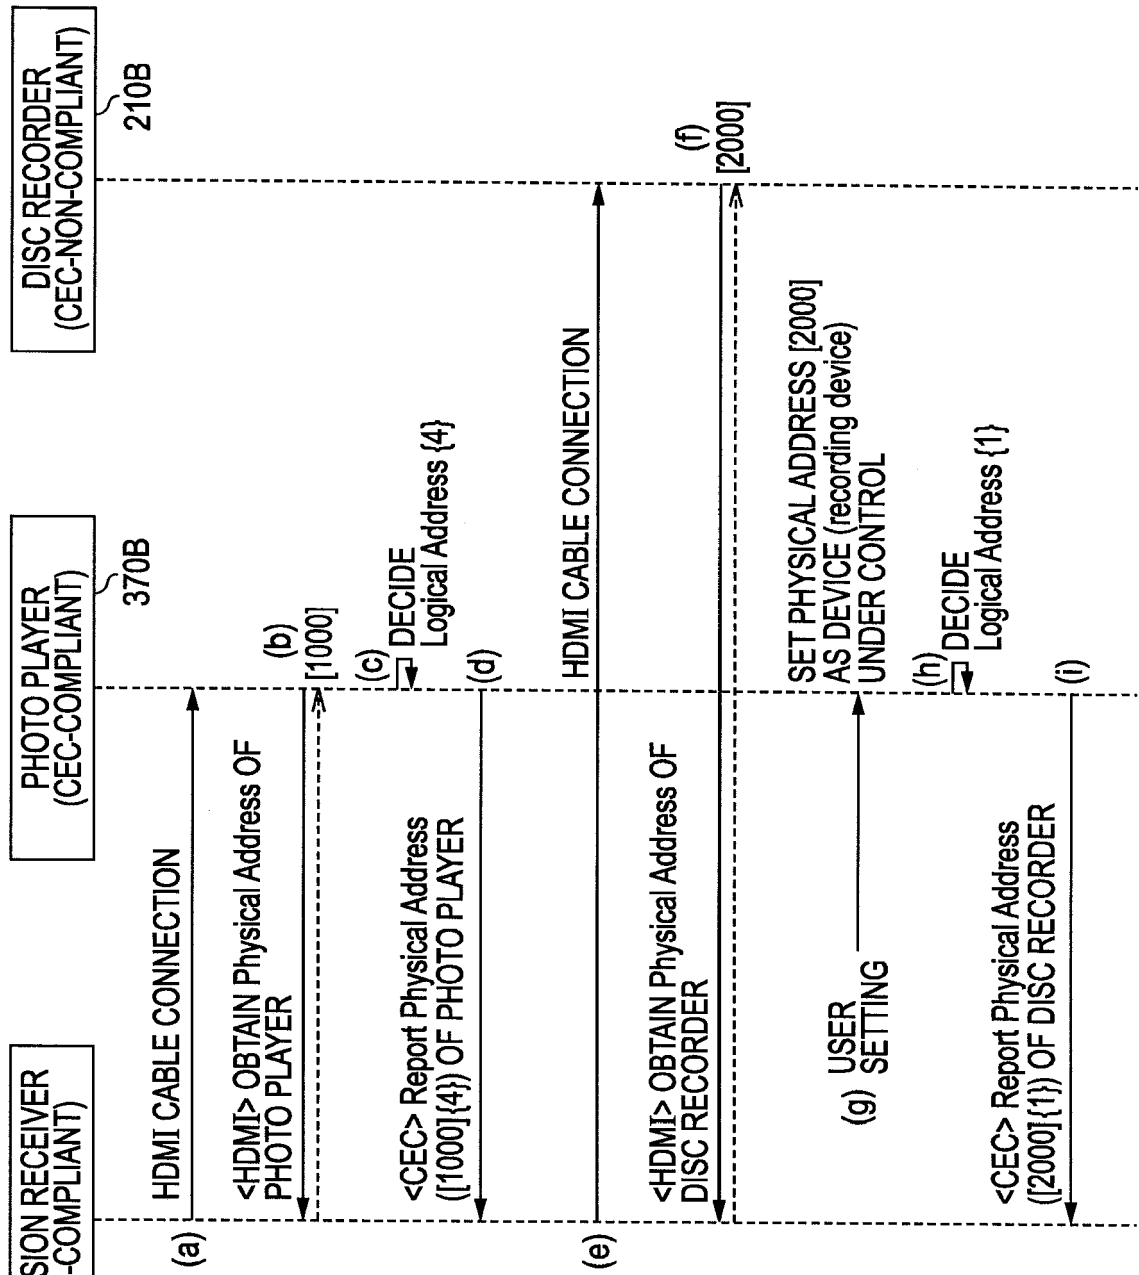 SION RECEIVER
-COMPLIANT)
PHOTO PLAYER
(CEC-COMPLIANT)
370B
DISC RECORDER
(CEC-NON-COMPLIANT)
210B
(a)
HDMI CABLE CONNECTION
<HDMI> OBTAIN Physical Address OF
PHOTO PLAYER
(b)
[1000]
(c)
DECIDE
Logical Address {4}
<CEC> Report Physical Address
([1000]{4}) OF PHOTO PLAYER
(d)
(e)
HDMI CABLE CONNECTION
<HDMI> OBTAIN Physical Address OF
DISC RECORDER
(f)
[2000]
(g) USER
SETTING
SET PHYSICAL ADDRESS [2000]
AS DEVICE (recording device)
UNDER CONTROL
(h)
DECIDE
Logical Address {1}
<CEC> Report Physical Address
([2000]{1}) OF DISC RECORDER
(i)